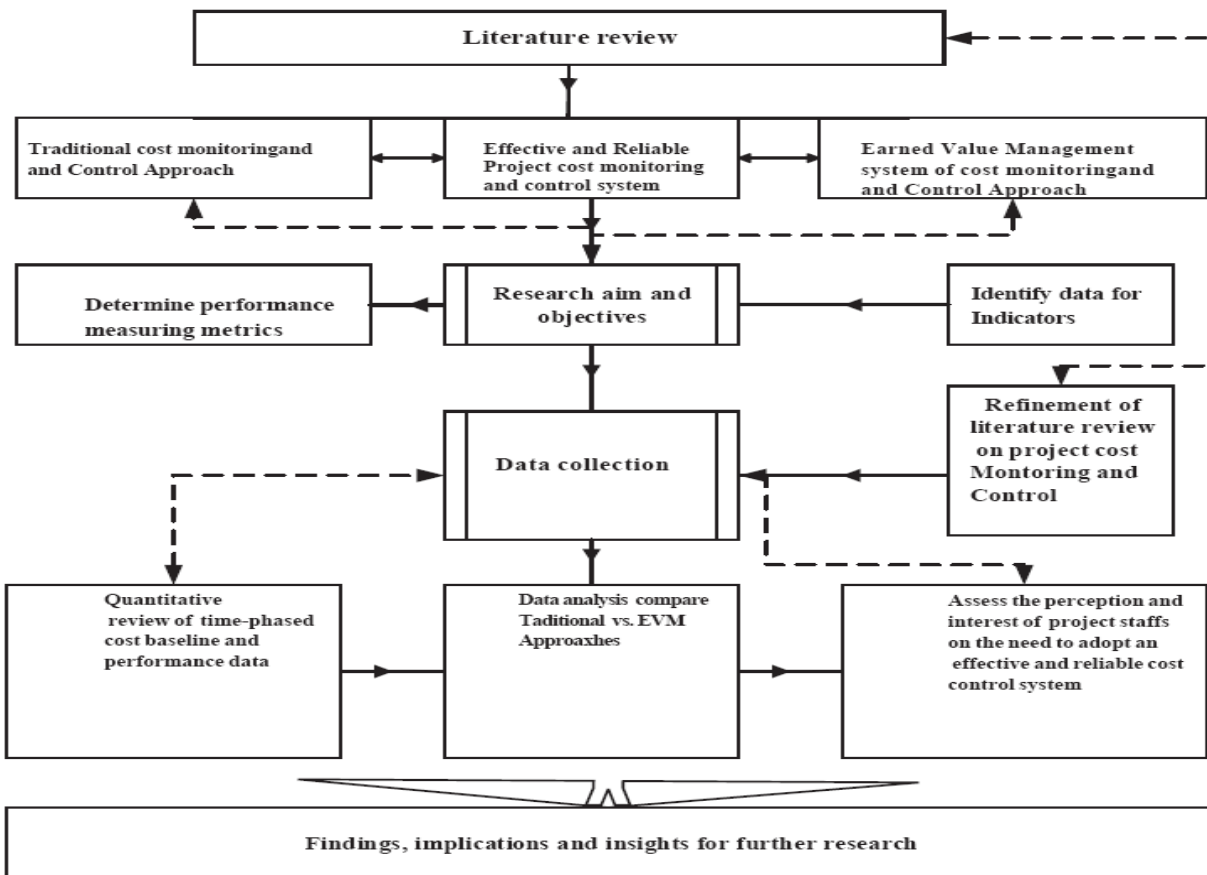 Literature review
Traditional cost monitoringand
and Control Approach
Effective and Reliable
Project cost monitoring
and control system
Earned Value Management
system of cost monitoringand
and Control Approach
Determine performance
measuring metrics
Research aim and
objectives
Identify data for
Indicators
Refinement of
literature review
on project cost
Montoring and
Control
Data collection
Quantitative
review of time-phased
cost baseline and
performance data
Data analysis compare
Taditional vs. EVM
Approaxhes
Assess the perception and
interest of project staffs
on the need to adopt an
effective and reliable cost
control system
Findings, implications and insights for further research